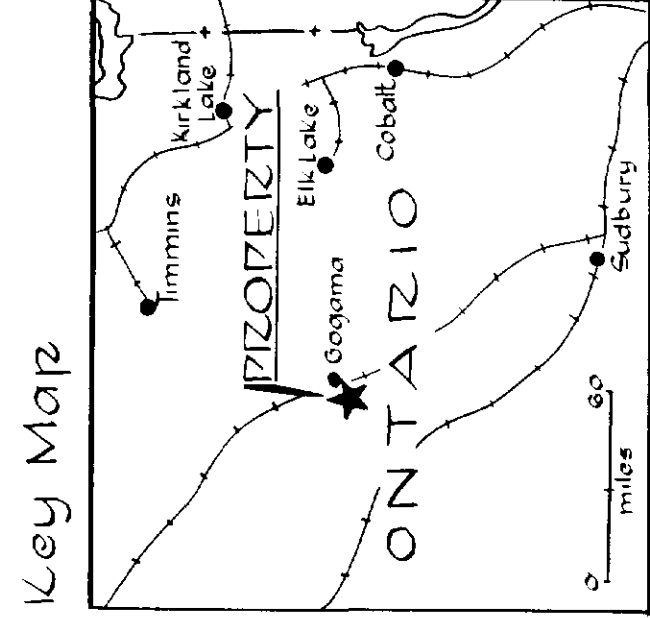 Key Map
Timmins
Kirkland
Lake
PROPERTY
Elk Lake
Cobalt
Gogama
ONTARIO
Sudbury
0 60
miles